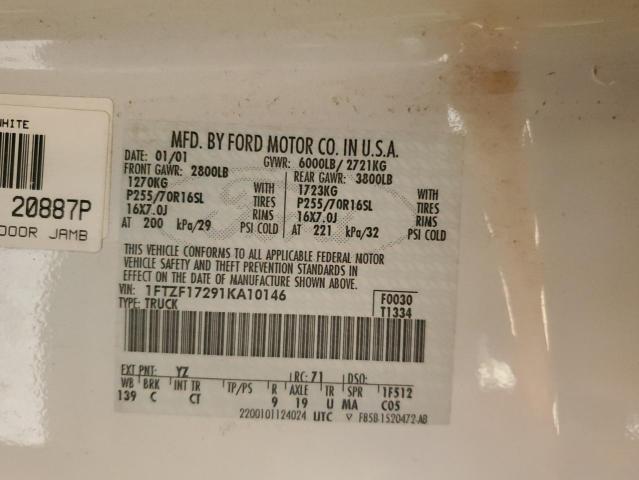 WHITE
20887P
DOOR JAMB
MFD. BY FORD MOTOR CO. IN U.S.A.
DATE: 01/01 GVWR: 6000LB/ 2721KG
FRONT GAWR: 2800LB REAR GAWR: 3800LB
1270KG WITH 1723KG WITH
P255/70R16SL TIRES P255/70R16SL TIRES
16X7.0J RIMS 16X7.0J RIMS
AT 200 kPa/29 PSI COLD AT 221 kPa/32 PSI COLD
THIS VEHICLE CONFORMS TO ALL APPLICABLE FEDERAL MOTOR
VEHICLE SAFETY AND THEFT PREVENTION STANDARDS IN
EFFECT ON THE DATE OF MANUFACTURE SHOWN ABOVE.
VIN: 1FTZF17291KA10146 F0030
TYPE: TRUCK T1334
EXT PNT: YZ RC: 71 DSO:
WB BRK INT TR TP/PS R AXLE TR SPR 1F512
139 C CT 9 19 U MA C05
2200101124024 UTC ▽ F85B-1520472-AB